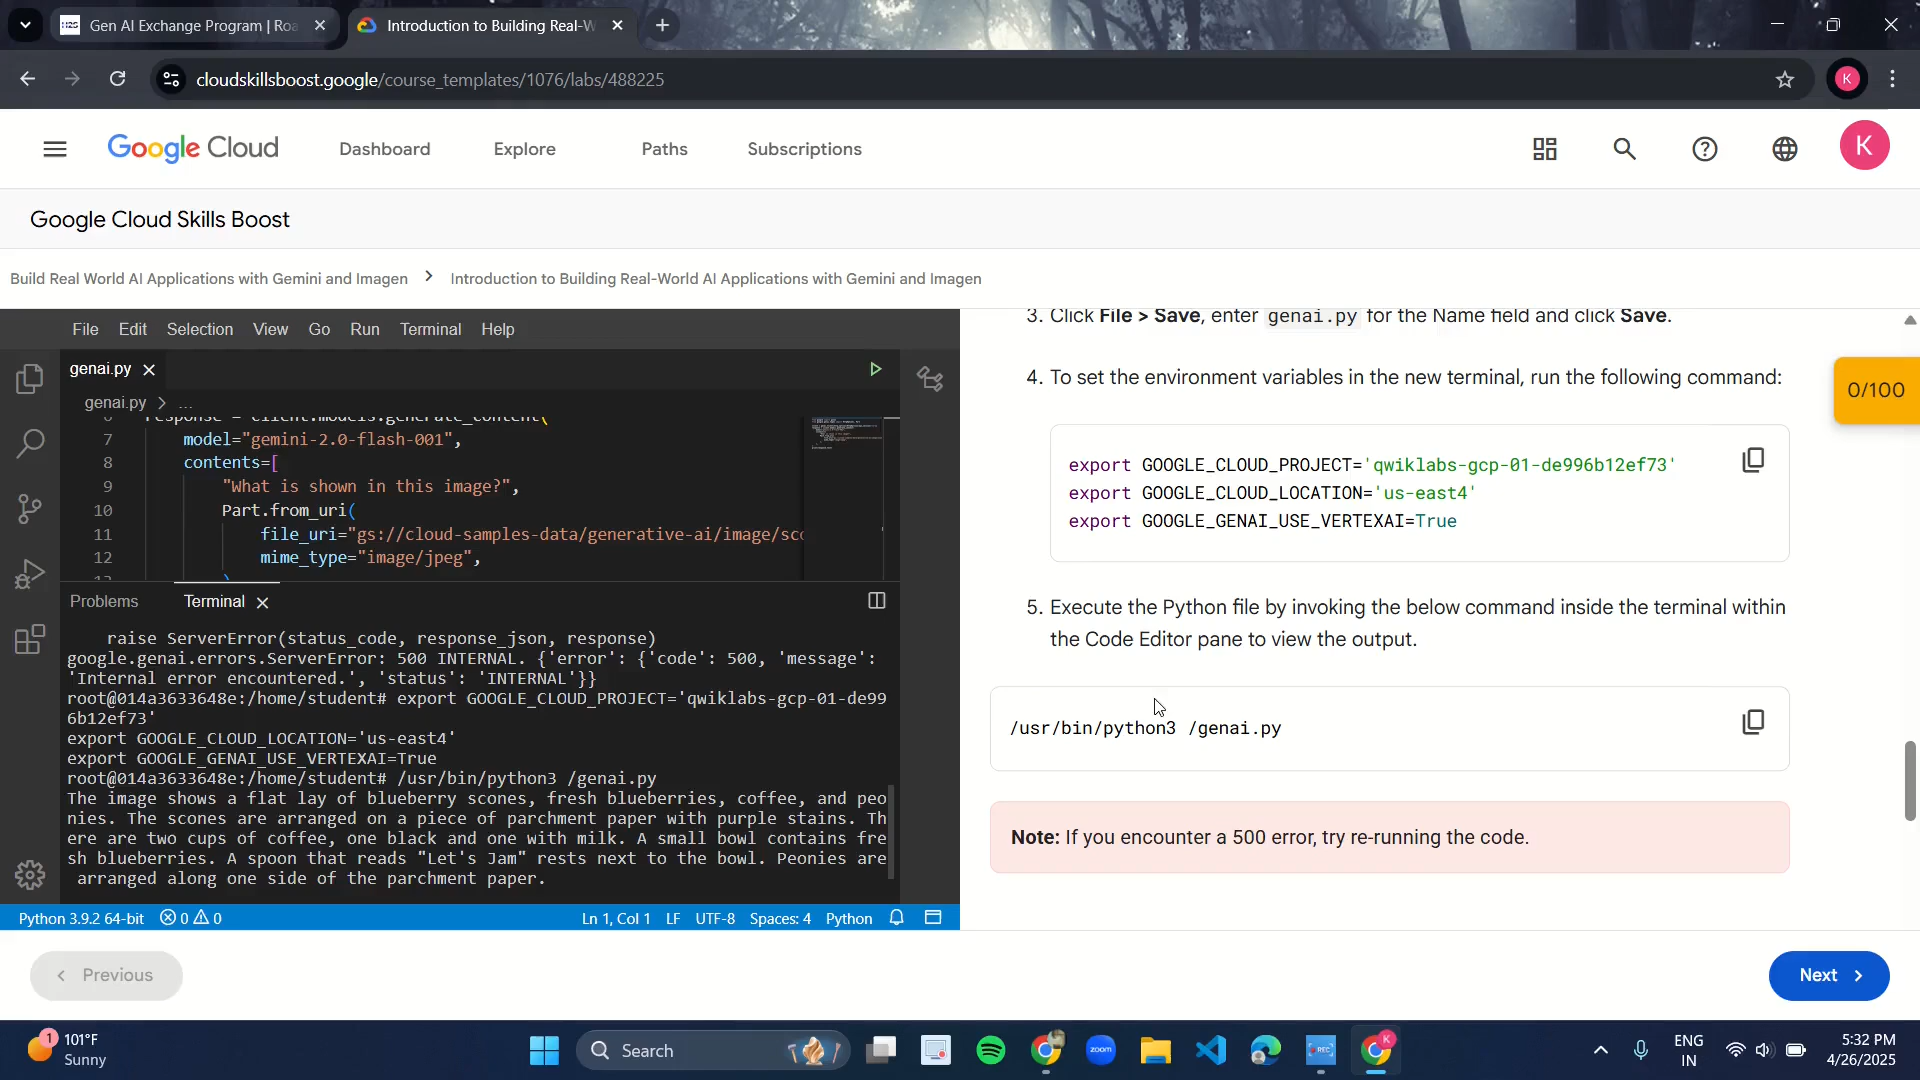 Gen AI Exchange Program | Roa
Introduction to Building Real-W
cloudskillsboost.google/course_templates/1076/labs/488225
K
Google Cloud
Dashboard
Explore
Paths
Subscriptions
K
Google Cloud Skills Boost
Build Real World AI Applications with Gemini and Imagen > Introduction to Building Real-World AI Applications with Gemini and Imagen
File Edit Selection View Go Run Terminal Help
genai.py
genai.py > ...
response = client.models.generate_content(
7 model="gemini-2.0-flash-001",
8 contents=[
9 "What is shown in this image?",
10 Part.from_uri(
11 file_uri="gs://cloud-samples-data/generative-ai/image/sco
12 mime_type="image/jpeg",
Problems
Terminal
raise ServerError(status_code, response_json, response)
google.genai.errors.ServerError: 500 INTERNAL. {'error': {'code': 500, 'message':
'Internal error encountered.', 'status': 'INTERNAL'}}
root@014a3633648e:/home/student# export GOOGLE_CLOUD_PROJECT='qwiklabs-gcp-01-de99
6b12ef73'
export GOOGLE_CLOUD_LOCATION='us-east4'
export GOOGLE_GENAI_USE_VERTEXAI=True
root@014a3633648e:/home/student# /usr/bin/python3 /genai.py
The image shows a flat lay of blueberry scones, fresh blueberries, coffee, and peo
nies. The scones are arranged on a piece of parchment paper with purple stains. Th
ere are two cups of coffee, one black and one with milk. A small bowl contains fre
sh blueberries. A spoon that reads "Let's Jam" rests next to the bowl. Peonies are
arranged along one side of the parchment paper.
Python 3.9.2 64-bit 0 0 Ln 1, Col 1 LF UTF-8 Spaces: 4 Python
3. Click File > Save, enter genai.py for the Name field and click Save.
4. To set the environment variables in the new terminal, run the following command:
export GOOGLE_CLOUD_PROJECT='qwiklabs-gcp-01-de996b12ef73'
export GOOGLE_CLOUD_LOCATION='us-east4'
export GOOGLE_GENAI_USE_VERTEXAI=True
5. Execute the Python file by invoking the below command inside the terminal within
the Code Editor pane to view the output.
/usr/bin/python3 /genai.py
Note: If you encounter a 500 error, try re-running the code.
0/100
Previous
Next
1
101°F
Sunny
Search
zoom
REC
K
ENG
IN
5:32 PM
4/26/2025